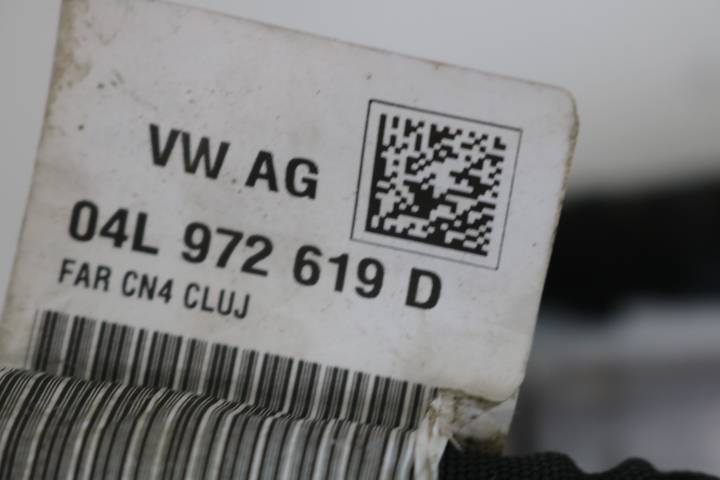 VW AG
04L 972 619 D
FAR CN4 CLUJ